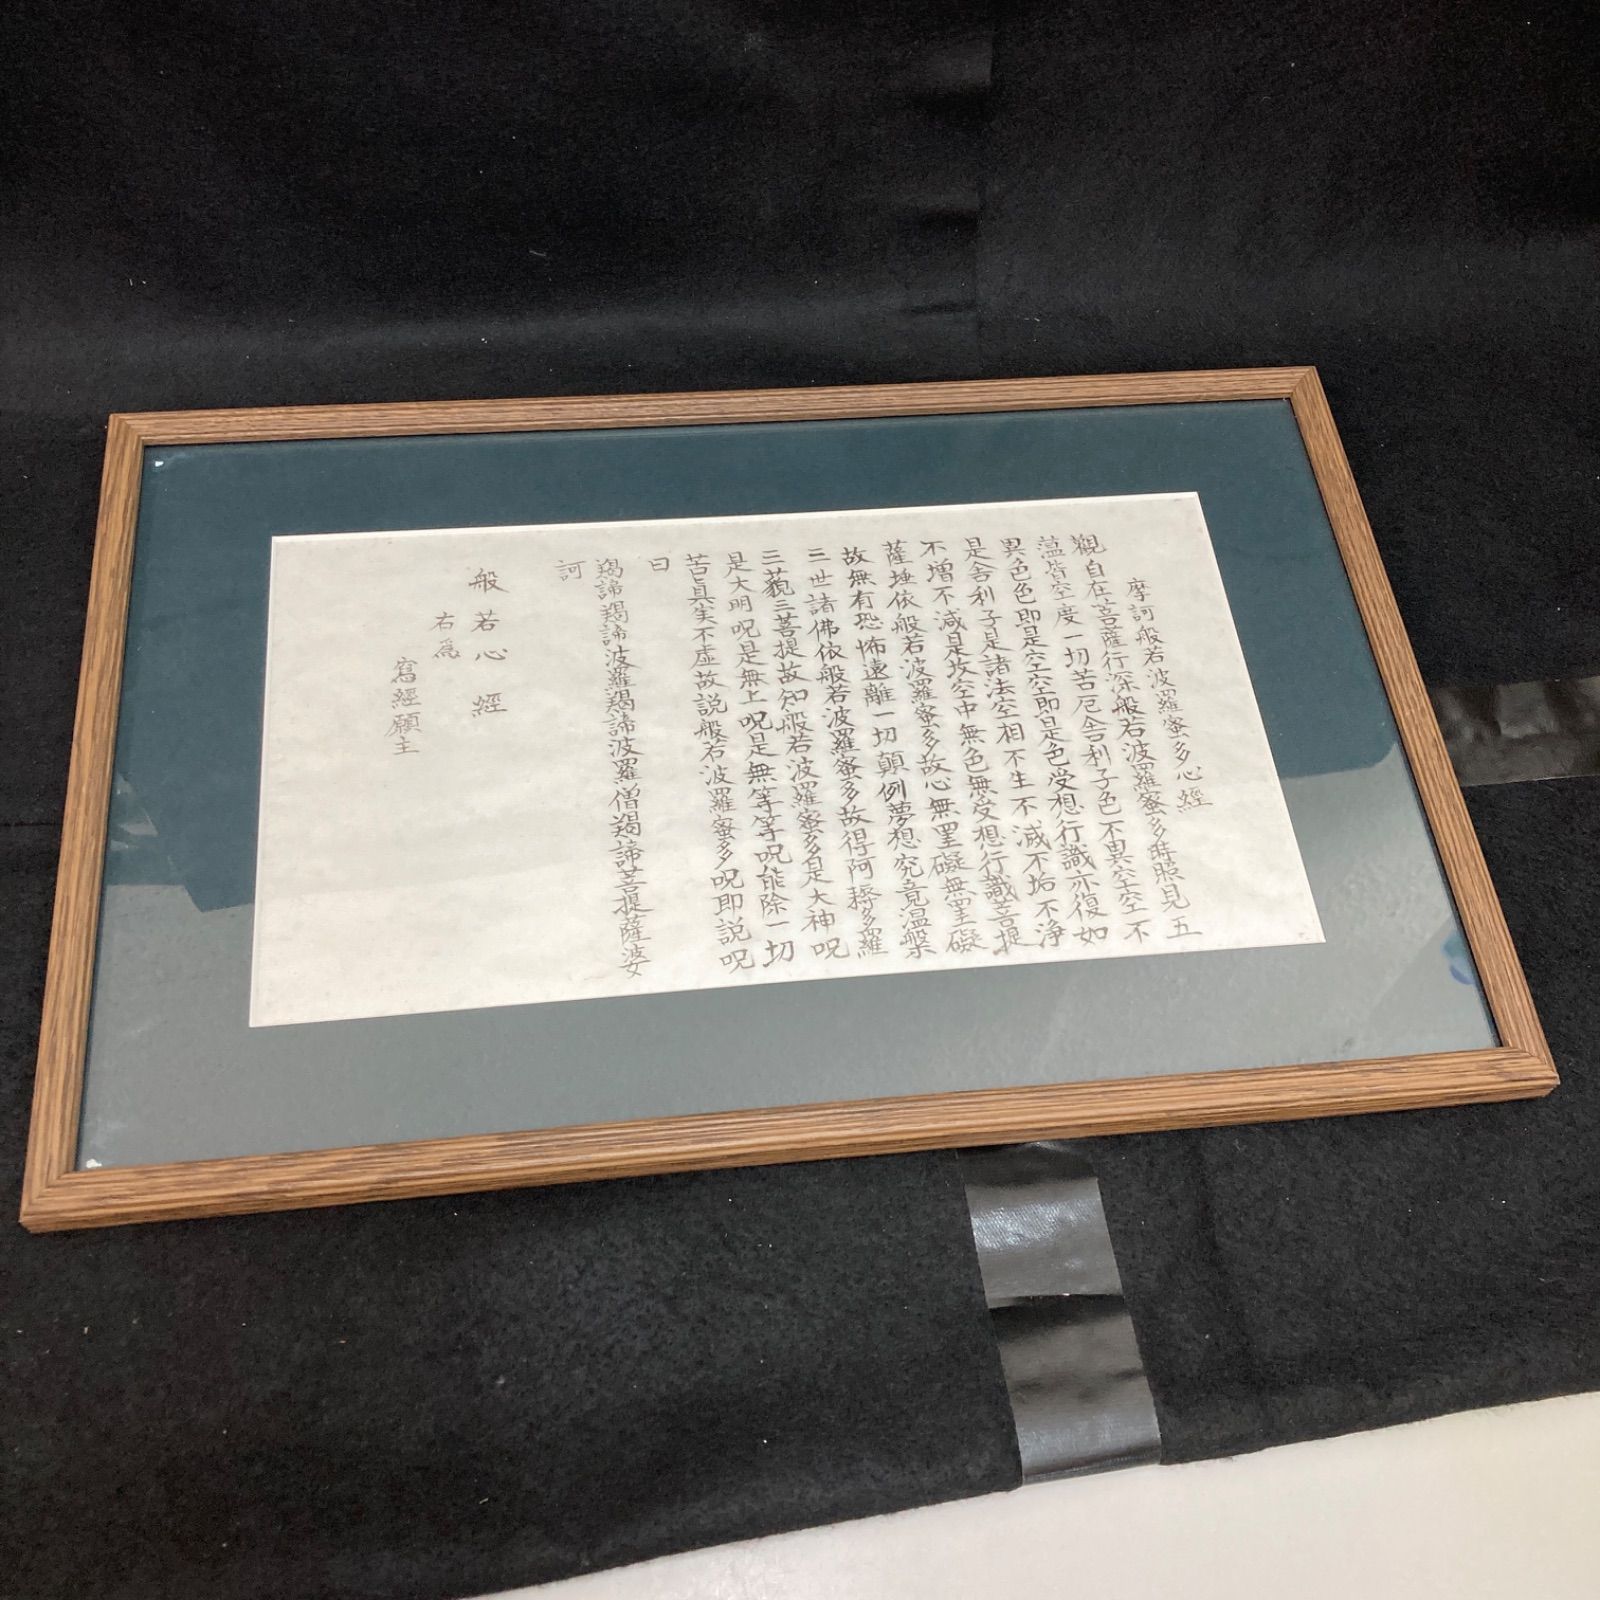 摩訶般若波羅蜜多心經
觀自在菩薩行深般若波羅蜜多時照見五
薀皆空度一切苦厄舎利子色不異空空不
異色色即是空空即是色受想行識亦復如
是舎利子是諸法空相不生不滅不垢不浄
不增不減是故空中無色無受想行識菩提
薩埵依般若波羅蜜多故心無罣礙無罣礙
故無有恐怖遠離一切顛倒夢想究竟涅槃
三世諸佛依般若波羅蜜多故得阿耨多羅
三藐三菩提故知般若波羅蜜多是大神呪
是大明呪是無上呪是無等等呪能除一切
苦眞実不虚故説般若波羅蜜多呪即説呪
曰
羯諦羯諦波羅羯諦波羅僧羯諦菩提薩婆
訶
般若心經
右爲
寫經願主